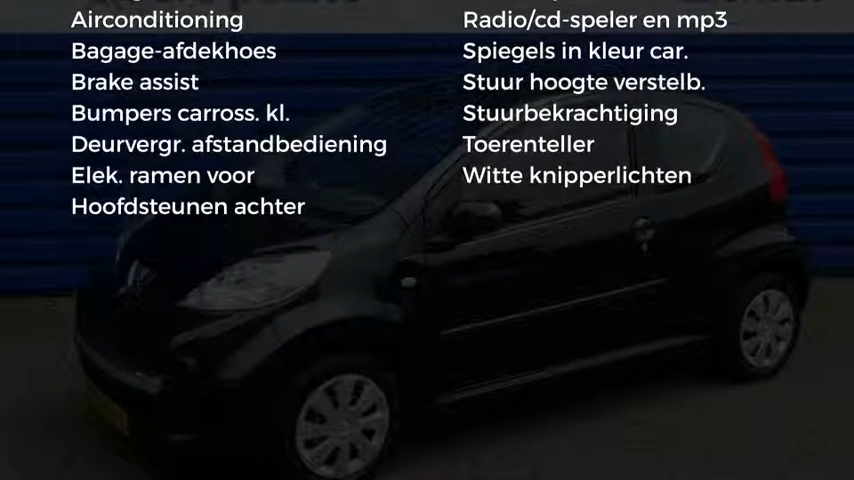 Airconditioning
Bagage-afdekhoes
Brake assist
Bumpers carross. kl.
Deurvergr. afstandbediening
Elek. ramen voor
Hoofdsteunen achter
Radio/cd-speler en mp3
Spiegels in kleur car.
Stuur hoogte verstelb.
Stuurbekrachtiging
Toerenteller
Witte knipperlichten